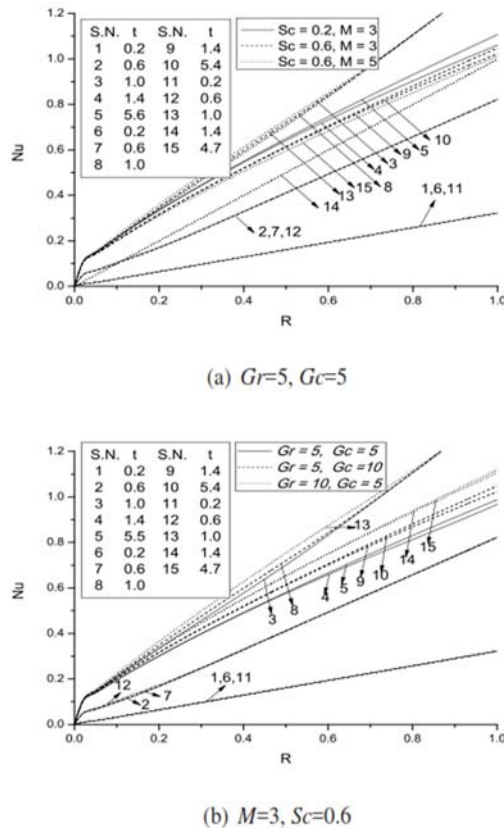 1.2
1.0
0.8
0.6
0.4
0.2
0.0
Nu
S.N. t S.N. t
1 0.2 9 1.4
2 0.6 10 5.4
3 1.0 11 0.2
4 1.4 12 0.6
5 5.6 13 1.0
6 0.2 14 1.4
7 0.6 15 4.7
8 1.0
Sc = 0.2, M = 3
Sc = 0.6, M = 3
Sc = 0.6, M = 5
10
5
9
3
4
8
15
13
14
1,6,11
2,7,12
0.0 0.2 0.4 0.6 0.8 1.0
R
(a) Gr=5, Gc=5
1.2
1.0
0.8
0.6
0.4
0.2
0.0
Nu
S.N. t S.N. t
1 0.2 9 1.4
2 0.6 10 5.4
3 1.0 11 0.2
4 1.4 12 0.6
5 5.5 13 1.0
6 0.2 14 1.4
7 0.6 15 4.7
8 1.0
Gr = 5, Gc = 5
Gr = 5, Gc =10
Gr = 10, Gc = 5
13
15
14
10
9
5
4
8
3
12
2
7
1,6,11
0.0 0.2 0.4 0.6 0.8 1.0
R
(b) M=3, Sc=0.6